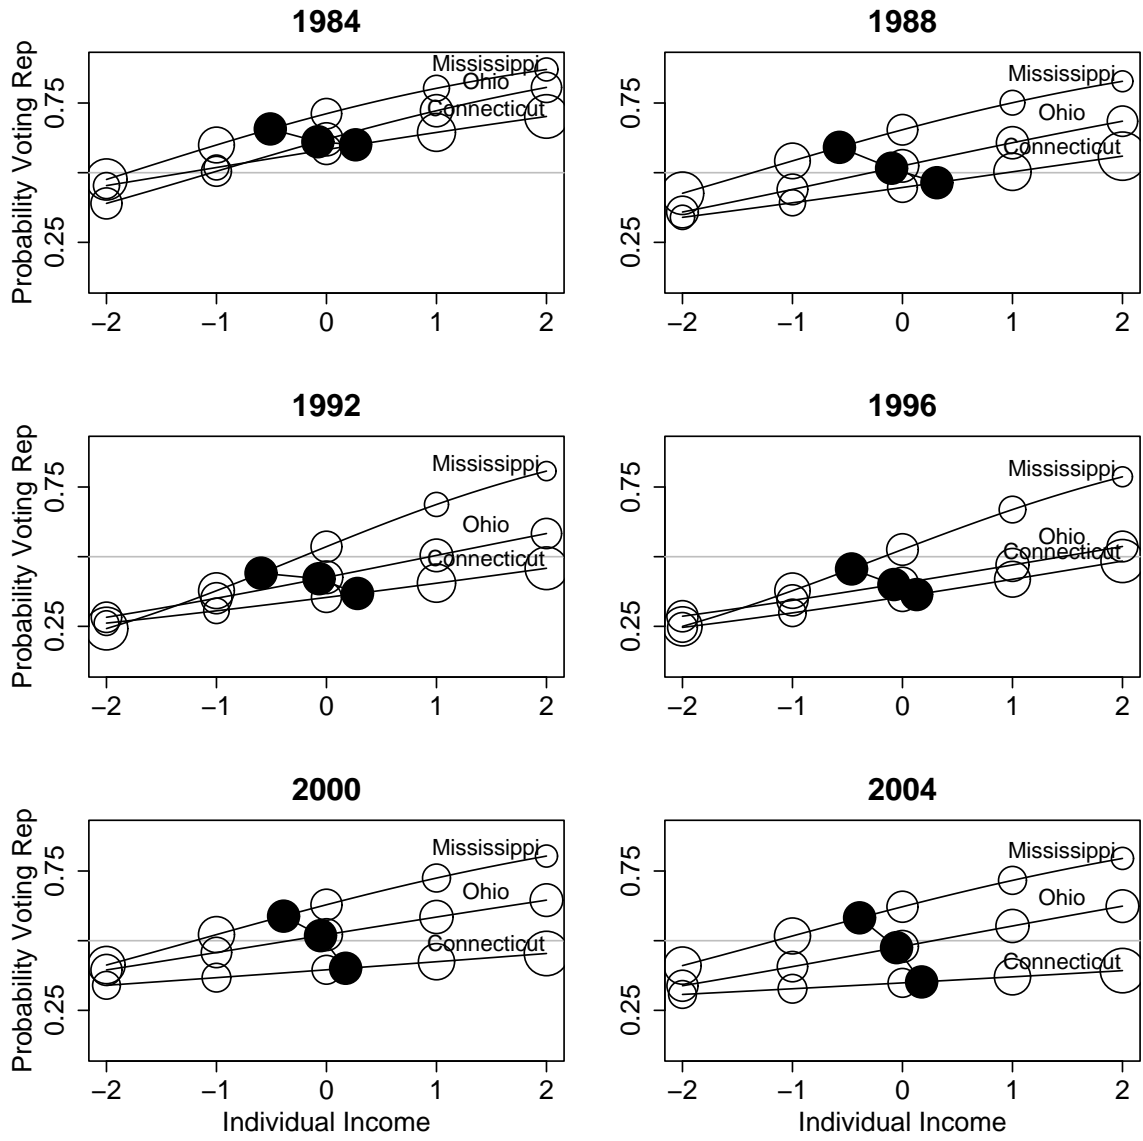 1984
1988
Probability Voting Rep
0.75
0.25
Mississippi
Ohio
Connecticut
−2 −1 0 1 2
0.75
0.25
Mississippi
Ohio
Connecticut
−2 −1 0 1 2
1992
1996
Probability Voting Rep
0.75
0.25
Mississippi
Ohio
Connecticut
−2 −1 0 1 2
0.75
0.25
Mississippi
Ohio
Connecticut
−2 −1 0 1 2
2000
2004
Probability Voting Rep
0.75
0.25
Mississippi
Ohio
Connecticut
−2 −1 0 1 2
Individual Income
0.75
0.25
Mississippi
Ohio
Connecticut
−2 −1 0 1 2
Individual Income